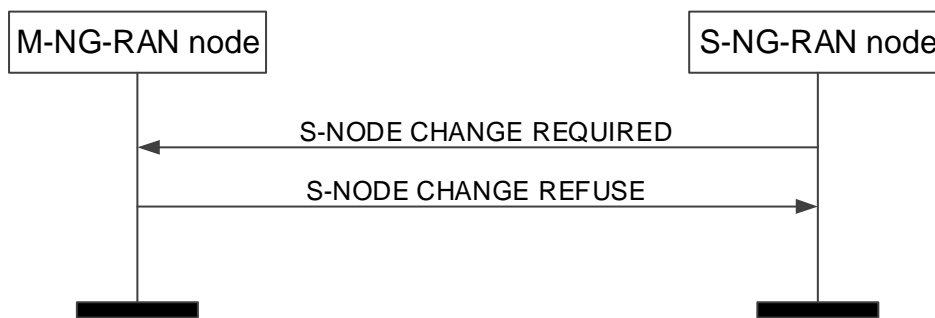 M-NG-RAN node
S-NG-RAN node
S-NODE CHANGE REQUIRED
S-NODE CHANGE REFUSE